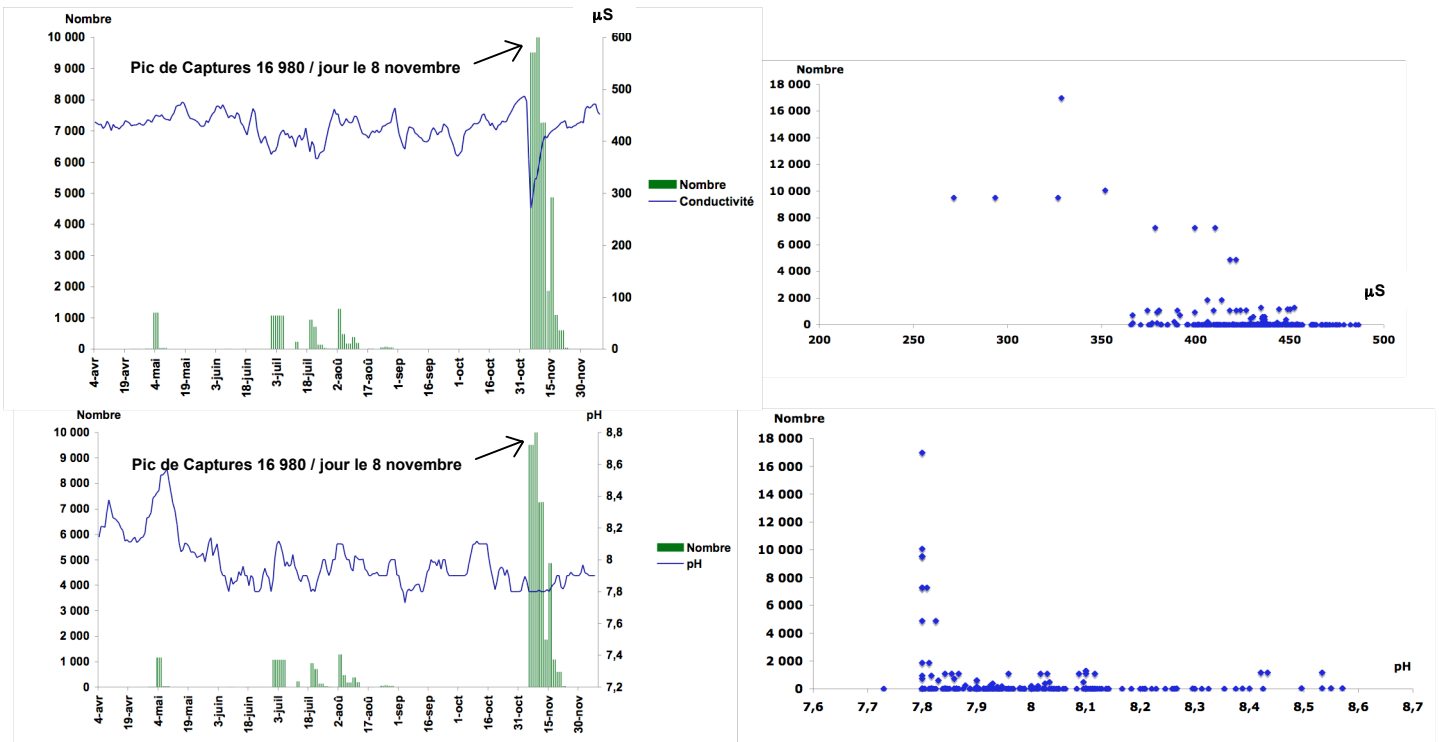 Nombre
µS
10 000
9 000
8 000
7 000
6 000
5 000
4 000
3 000
2 000
1 000
0
600
500
400
300
200
100
0
Pic de Captures 16 980 / jour le 8 novembre
Nombre
Conductivité
4-avr
19-avr
4-mai
19-mai
3-juin
18-juin
3-juil
18-juil
2-aoû
17-aoû
1-sep
16-sep
1-oct
16-oct
31-oct
15-nov
30-nov
Nombre
18 000
16 000
14 000
12 000
10 000
8 000
6 000
4 000
2 000
0
µS
200
250
300
350
400
450
500
Nombre
pH
10 000
9 000
8 000
7 000
6 000
5 000
4 000
3 000
2 000
1 000
0
8,8
8,6
8,4
8,2
8
7,8
7,6
7,4
7,2
Pic de Captures 16 980 / jour le 8 novembre
Nombre
pH
4-avr
19-avr
4-mai
19-mai
3-juin
18-juin
3-juil
18-juil
2-aoû
17-aoû
1-sep
16-sep
1-oct
16-oct
31-oct
15-nov
30-nov
Nombre
18 000
16 000
14 000
12 000
10 000
8 000
6 000
4 000
2 000
0
pH
7,6
7,7
7,8
7,9
8
8,1
8,2
8,3
8,4
8,5
8,6
8,7